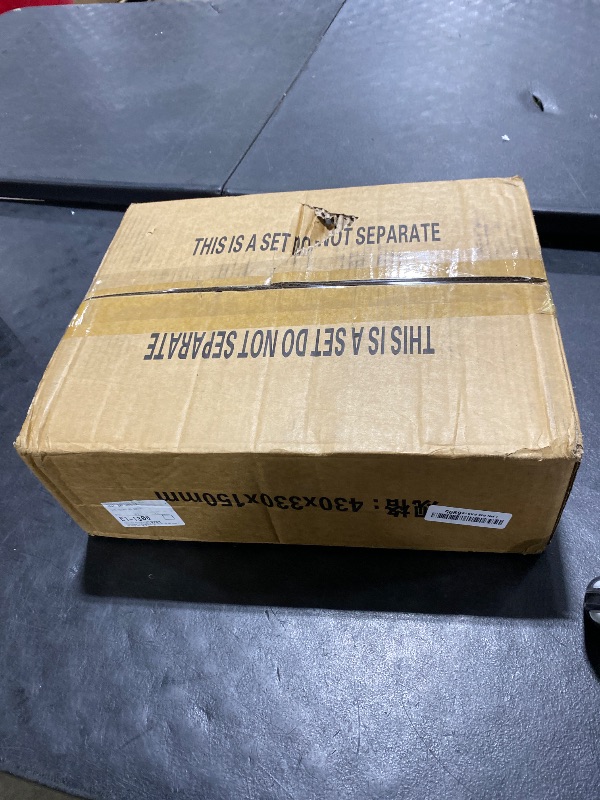 THIS IS A SET DO NOT SEPARATE
THIS IS A SET DO NOT SEPARATE
规格：430x330x150mm